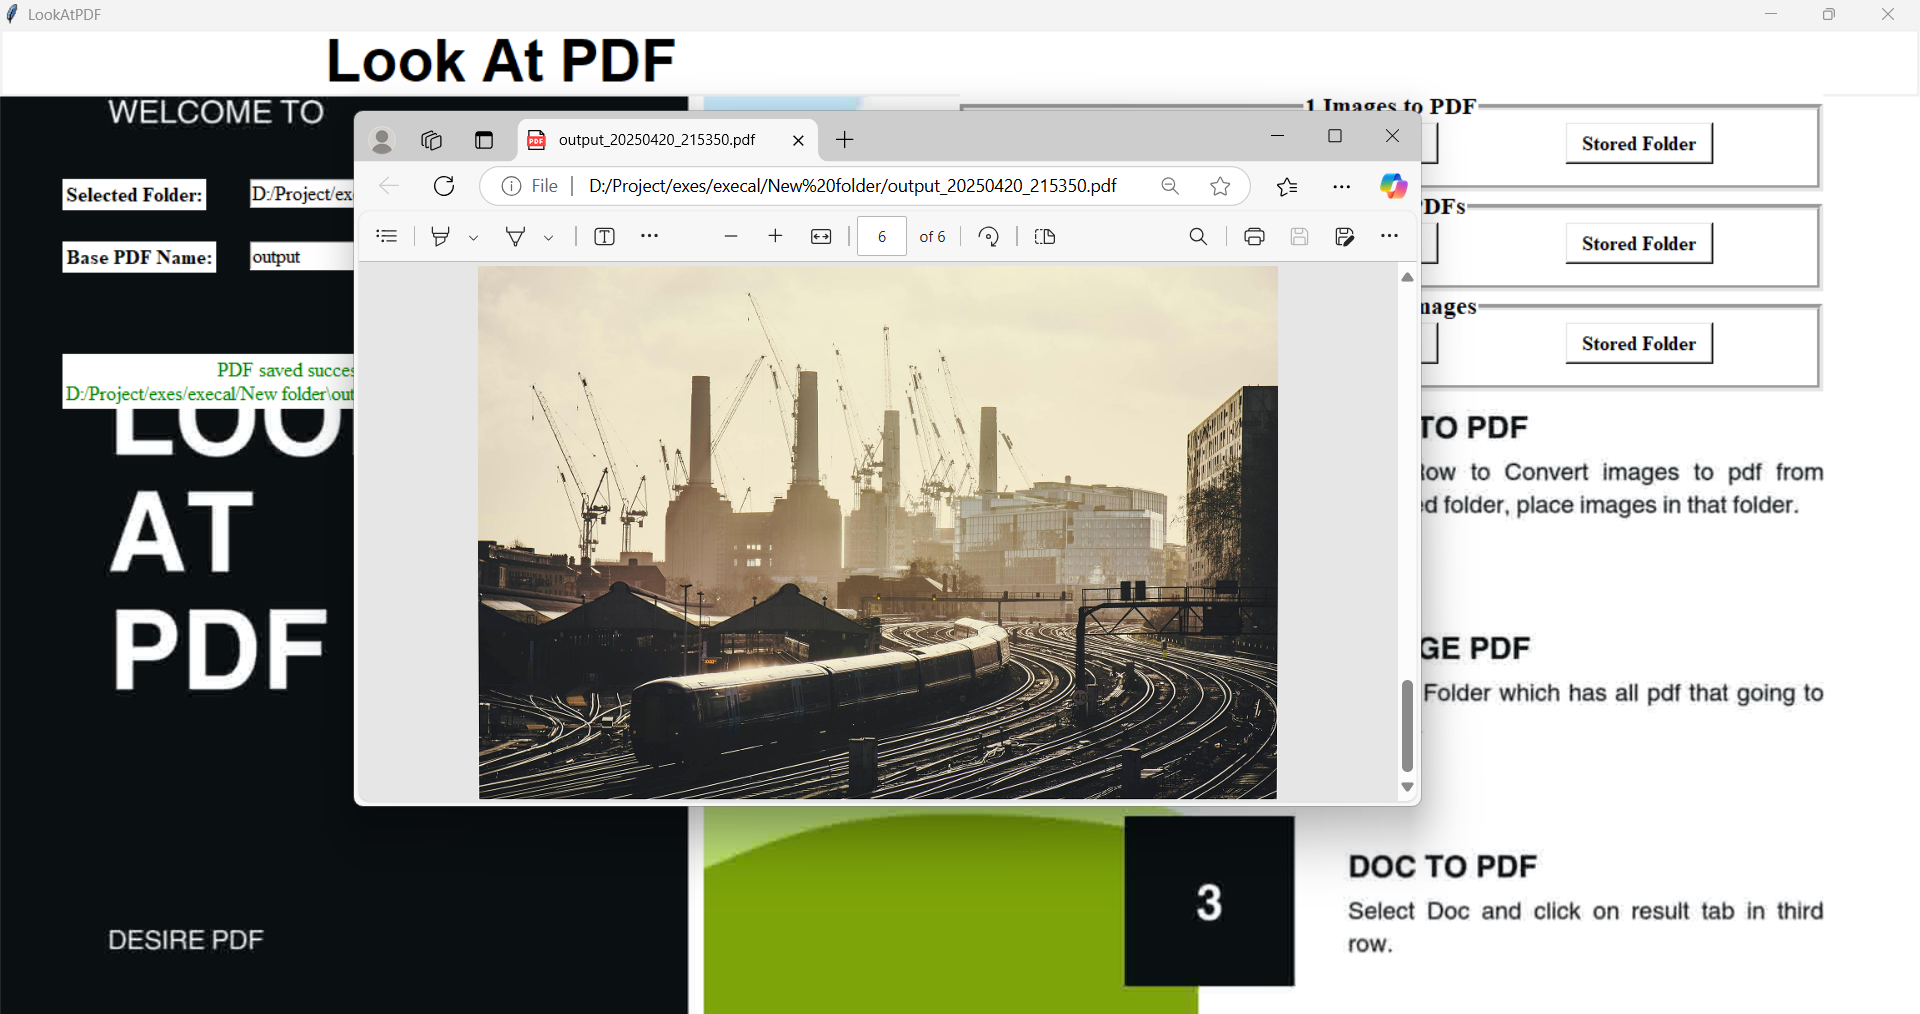 LookAtPDF
Look At PDF
WELCOME TO
Selected Folder:
D:/Project/ex
Base PDF Name:
output
PDF saved succes
D:/Project/exes/execal/New folder\out
LOO
AT
PDF
DESIRE PDF
output_20250420_215350.pdf
File
D:/Project/exes/execal/New%20folder/output_20250420_215350.pdf
6 of 6
1 Images to PDF
Stored Folder
PDFs
Stored Folder
mages
Stored Folder
TO PDF
Row to Convert images to pdf from
ed folder, place images in that folder.
GE PDF
Folder which has all pdf that going to
3
DOC TO PDF
Select Doc and click on result tab in third
row.